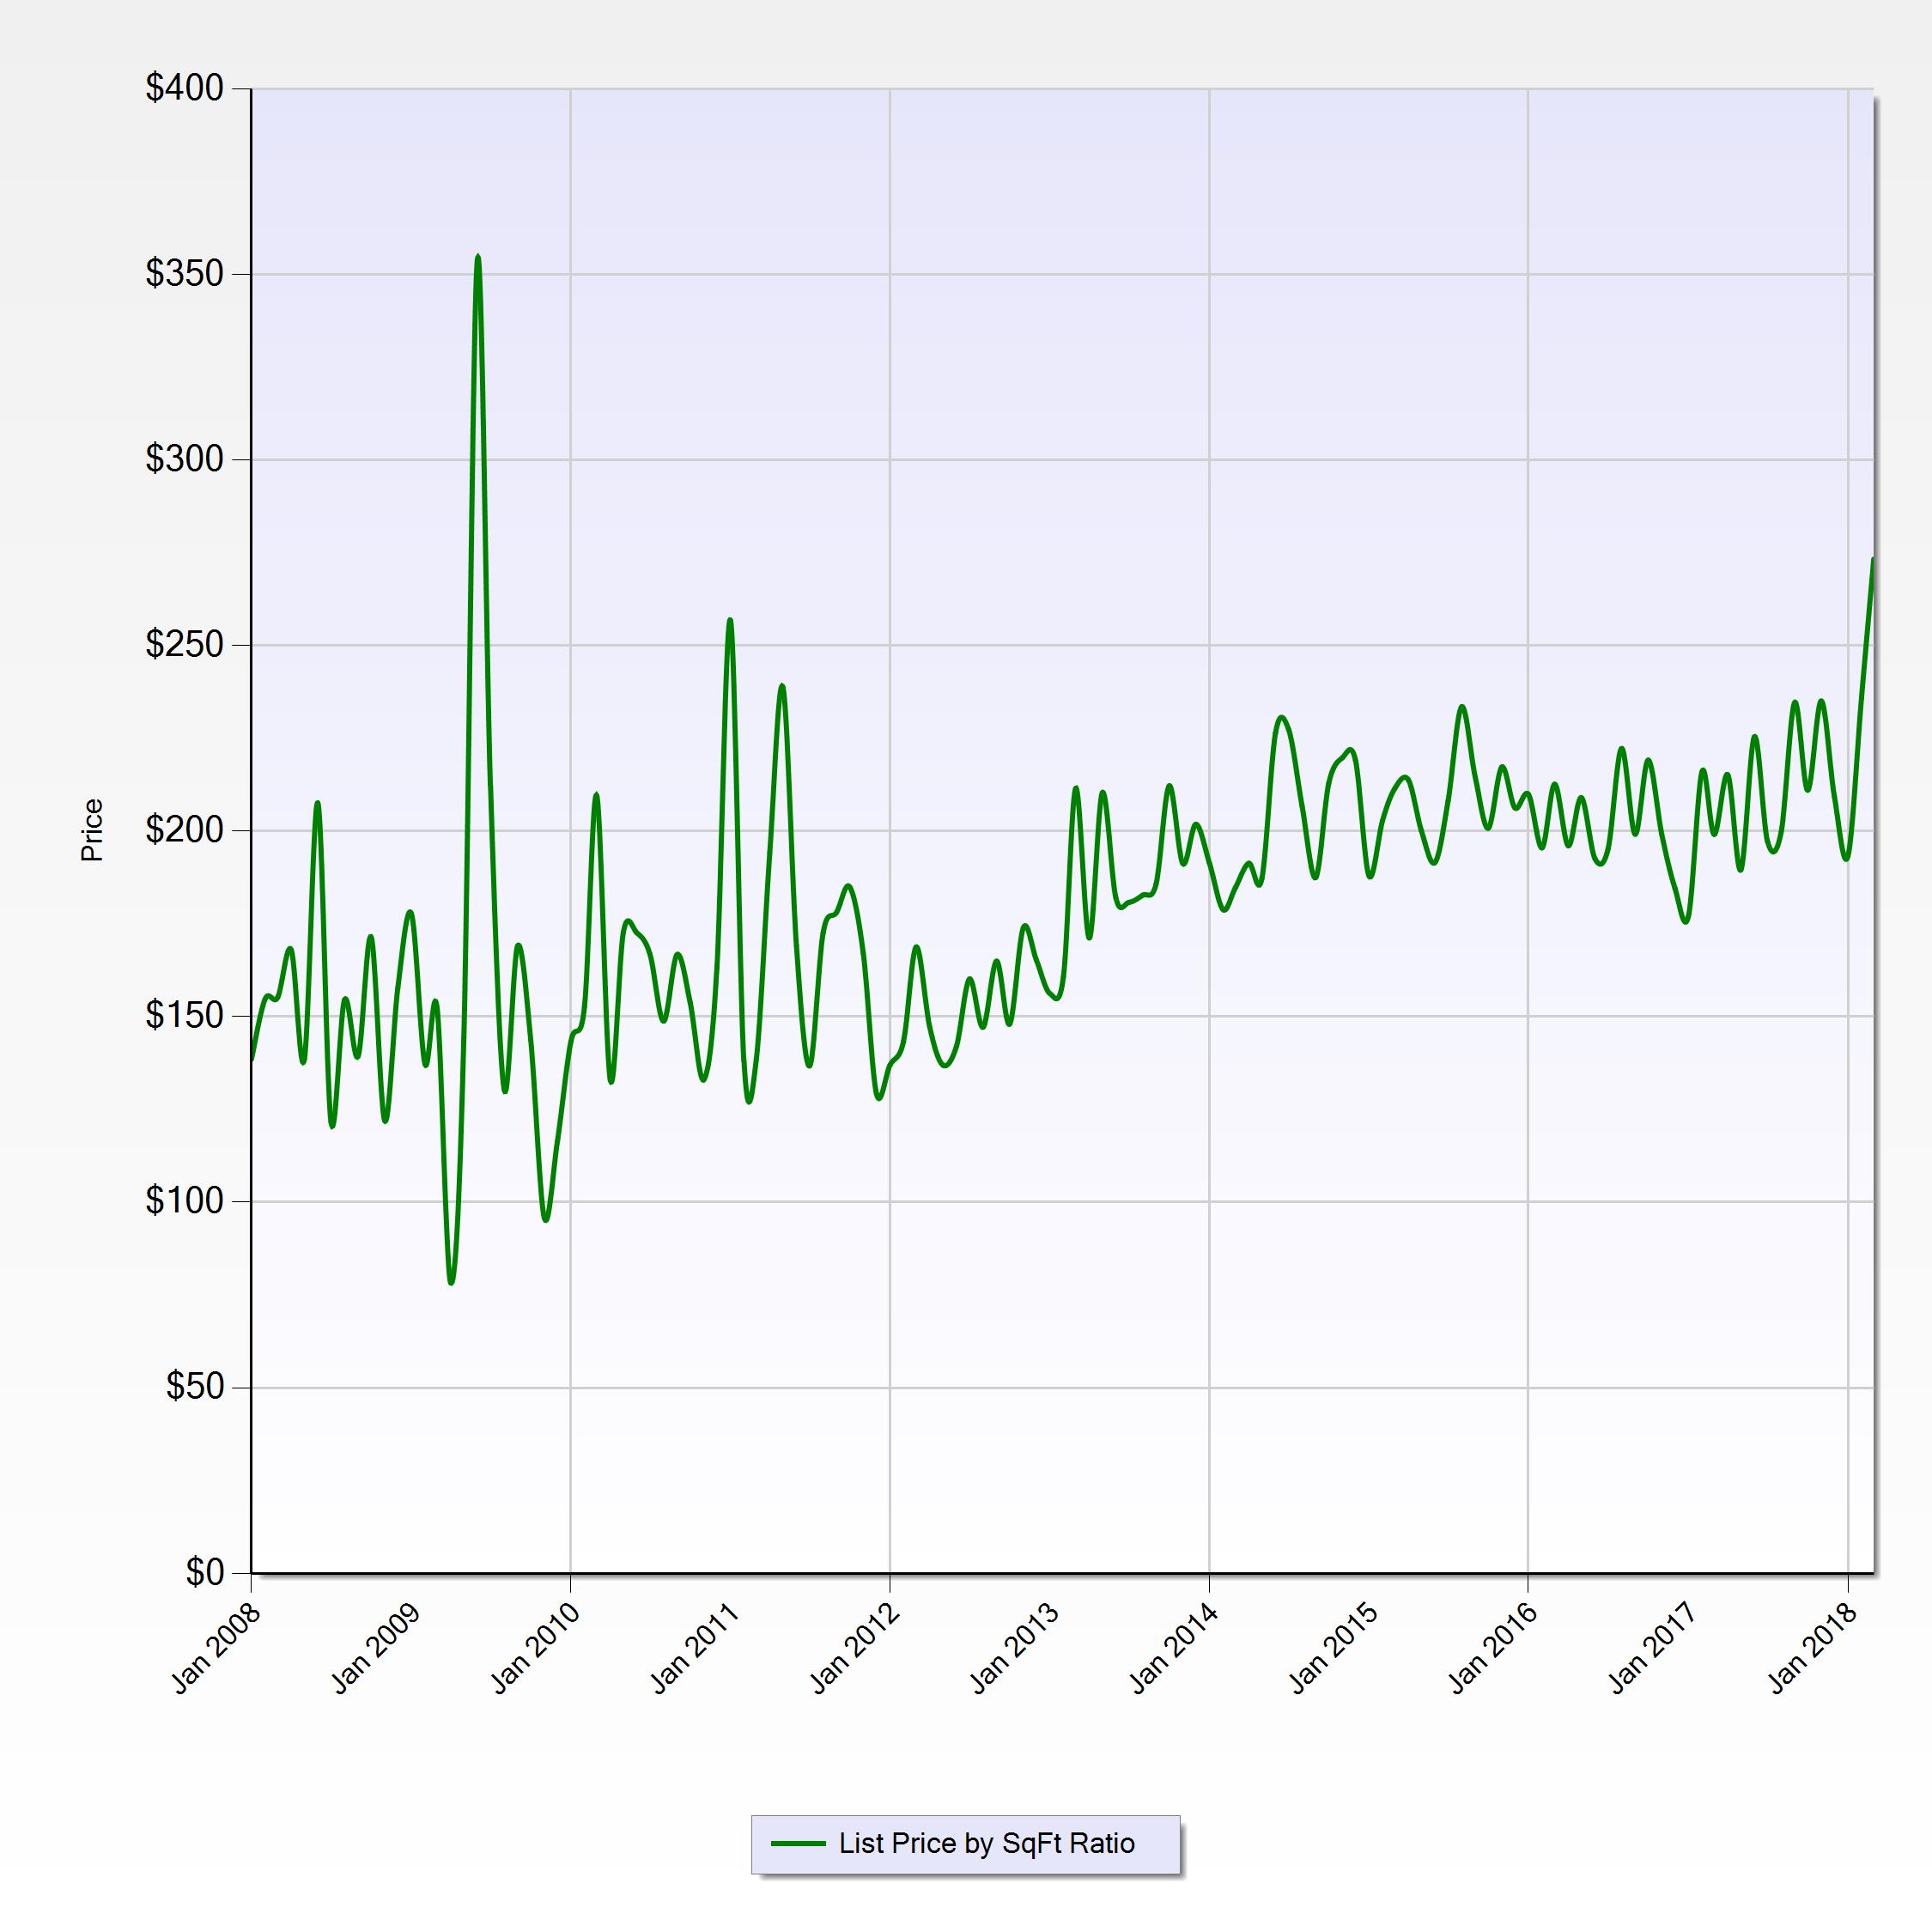 $400
$350
$300
$250
$200
$150
$100
$50
$0
Price
Jan 2008
Jan 2009
Jan 2010
Jan 2011
Jan 2012
Jan 2013
Jan 2014
Jan 2015
Jan 2016
Jan 2017
Jan 2018
List Price by SqFt Ratio